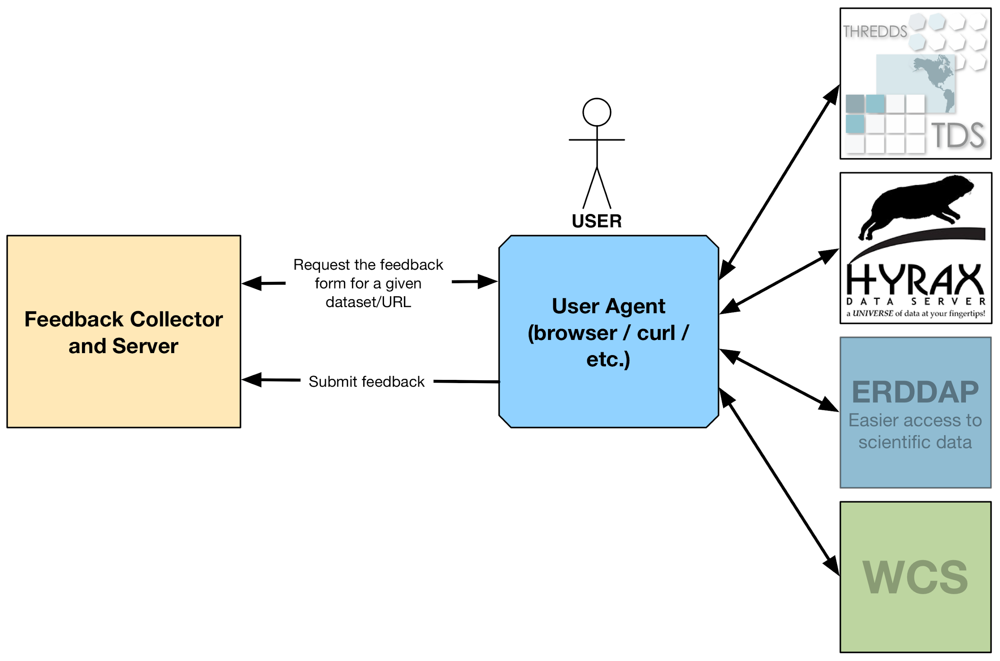 THREDDS
TDS
USER
HYRAX
DATA SERVER
a UNIVERSE of data at your fingertips!
Feedback Collector
and Server
Request the feedback
form for a given
dataset/URL
Submit feedback
User Agent
(browser / curl /
etc.)
ERDDAP
Easier access to
scientific data
WCS